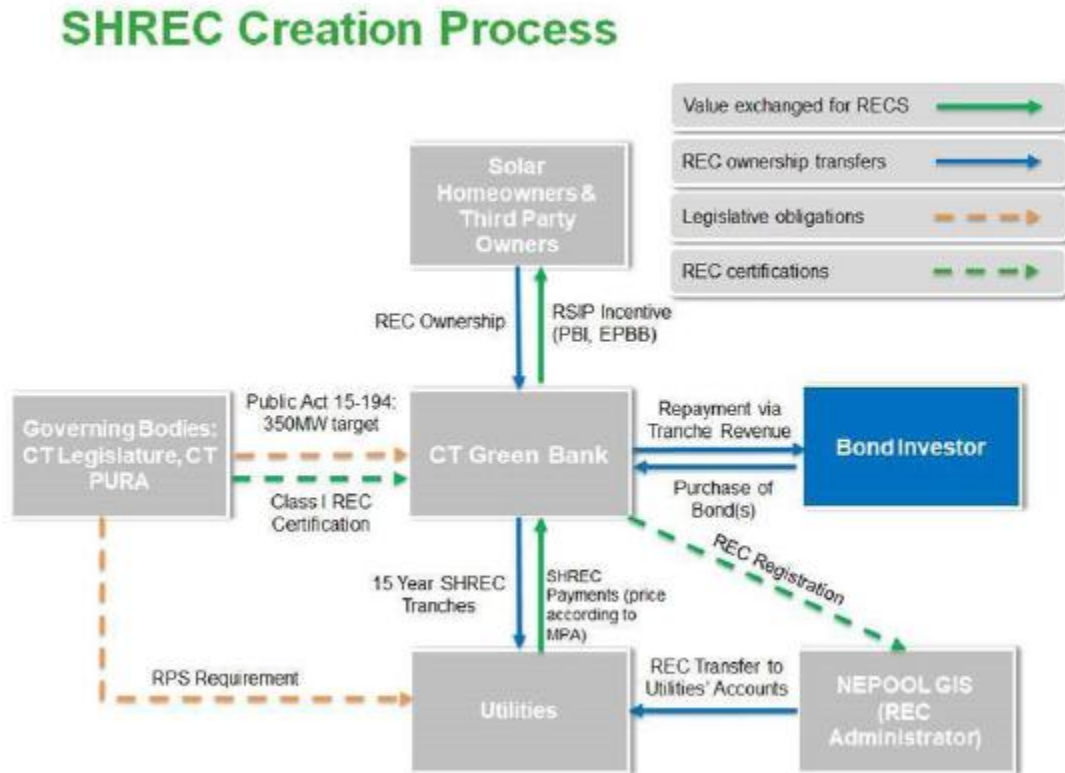 SHREC Creation Process
Value exchanged for RECS
REC ownership transfers
Legislative obligations
REC certifications
Solar
Homeowners &
Third Party
Owners
REC Ownership
RSIP Incentive
(PBI, EPBB)
Governing Bodies:
CT Legislature, CT
PURA
Public Act 15-194:
350MW target
Class I REC
Certification
CT Green Bank
Repayment via
Tranche Revenue
Purchase of
Bond(s)
Bond Investor
15 Year SHREC
Tranches
SHREC
Payments (price
according to
MPA)
REC Registration
RPS Requirement
Utilities
REC Transfer to
Utilities' Accounts
NEPOOL GIS
(REC
Administrator)